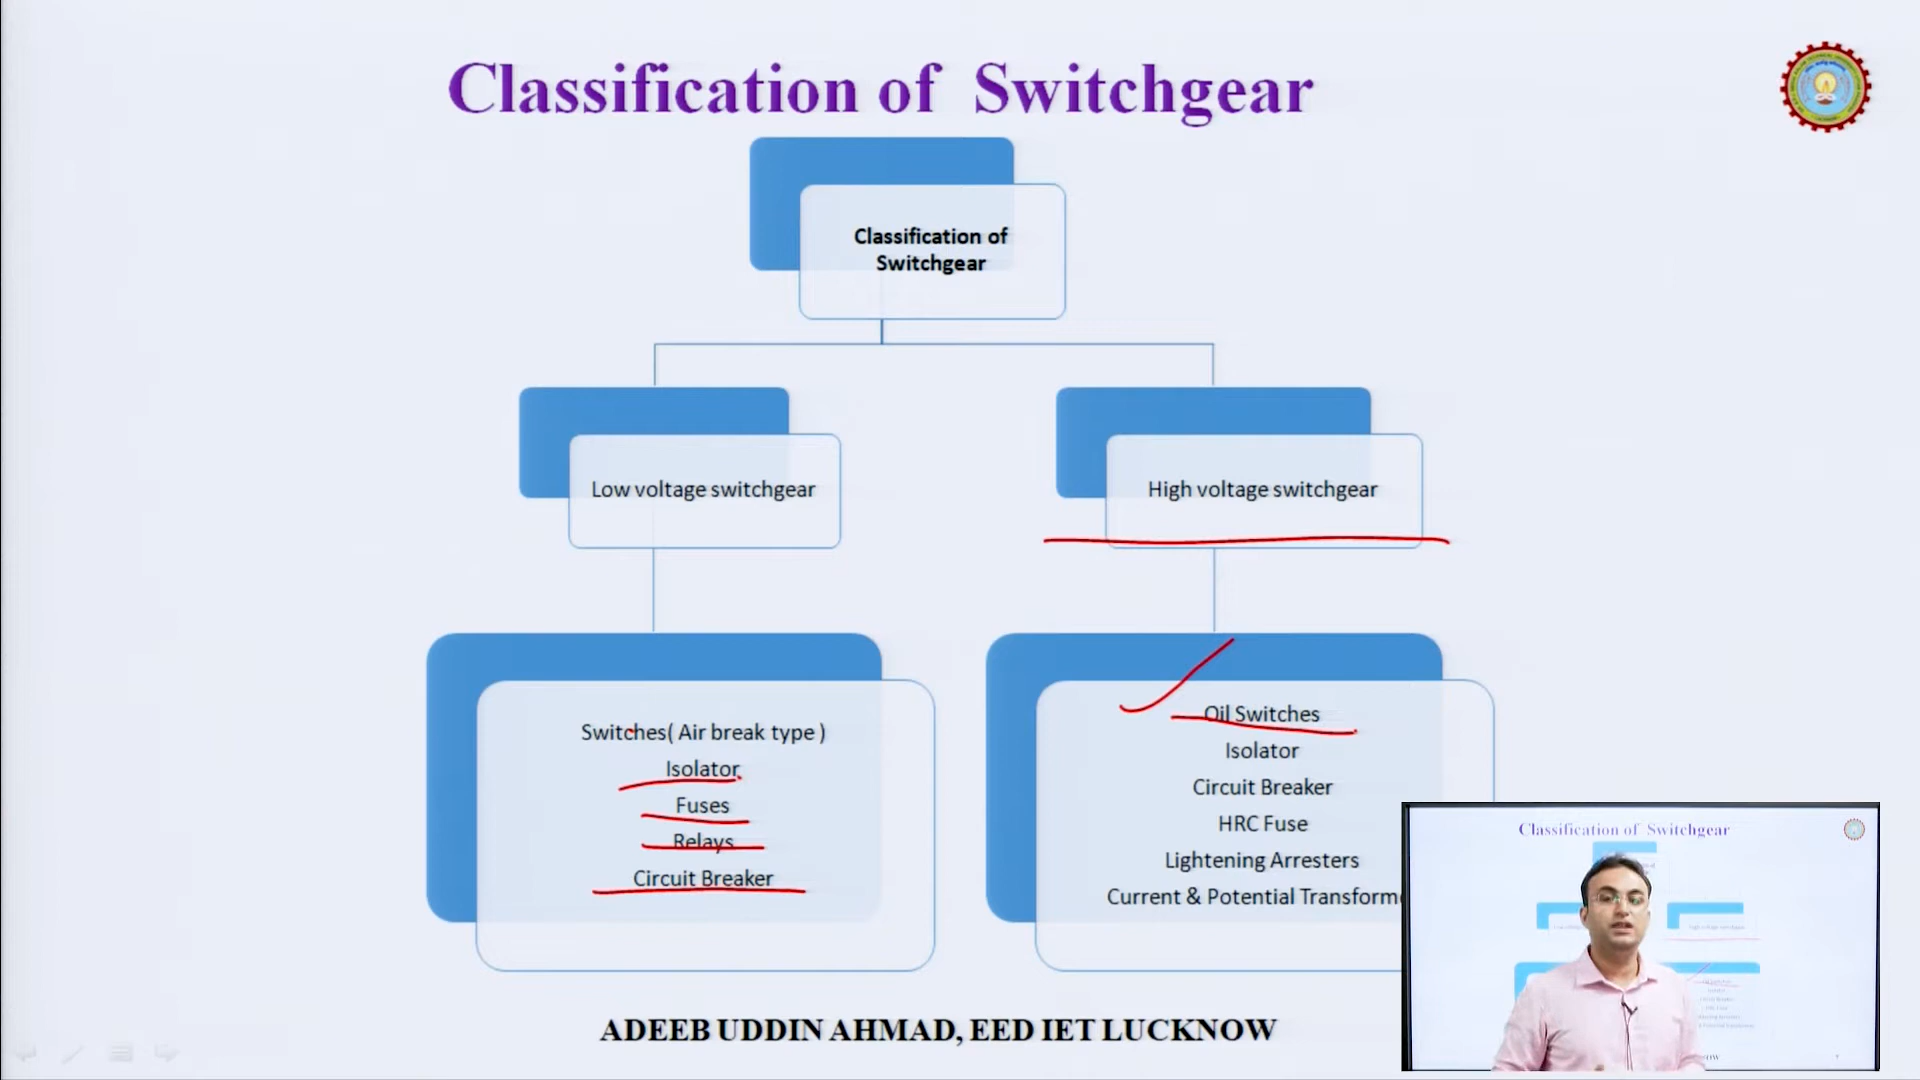 Classification of Switchgear
Classification of
Switchgear
Low voltage switchgear
High voltage switchgear
Switches( Air break type )
Isolator
Fuses
Relays
Circuit Breaker
Oil Switches
Isolator
Circuit Breaker
HRC Fuse
Lightening Arresters
Current & Potential Transforme
ADEEB UDDIN AHMAD, EED IET LUCKNOW
Classification of Switchgear